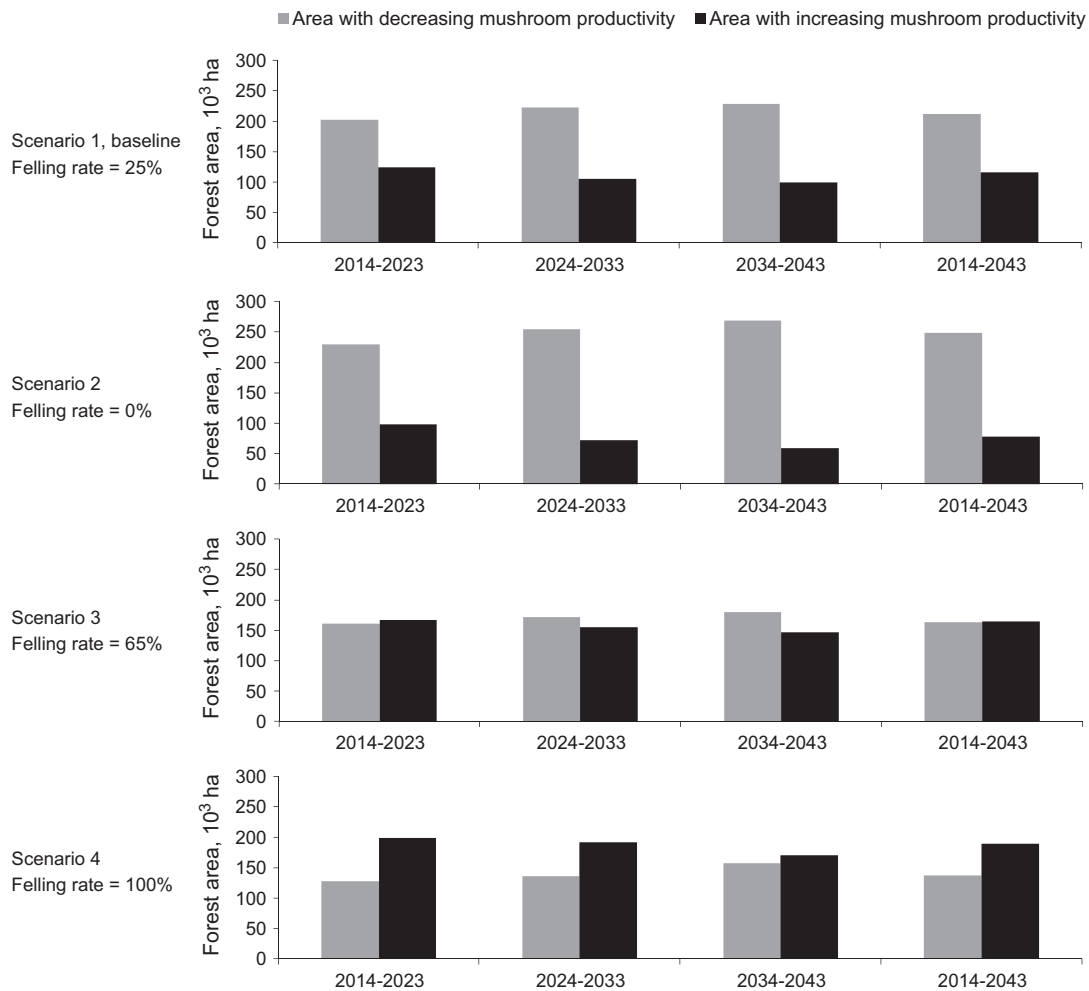 Area with decreasing mushroom productivity Area with increasing mushroom productivity
Scenario 1, baseline
Felling rate = 25%
Forest area, 10³ ha
300
250
200
150
100
50
0
2014-2023 2024-2033 2034-2043 2014-2043
Scenario 2
Felling rate = 0%
Forest area, 10³ ha
300
250
200
150
100
50
0
2014-2023 2024-2033 2034-2043 2014-2043
Scenario 3
Felling rate = 65%
Forest area, 10³ ha
300
250
200
150
100
50
0
2014-2023 2024-2033 2034-2043 2014-2043
Scenario 4
Felling rate = 100%
Forest area, 10³ ha
300
250
200
150
100
50
0
2014-2023 2024-2033 2034-2043 2014-2043